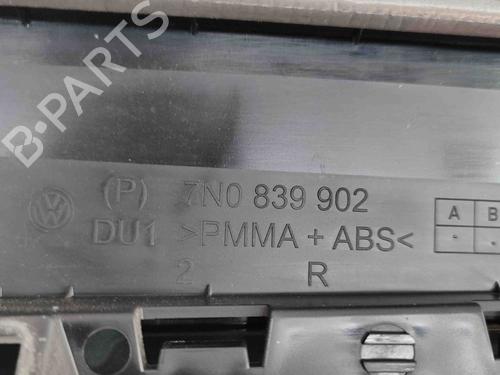 B-PARTS
(P) 7N0 839 902
DU1 >PMMA + ABS<
2 R
A B
- -